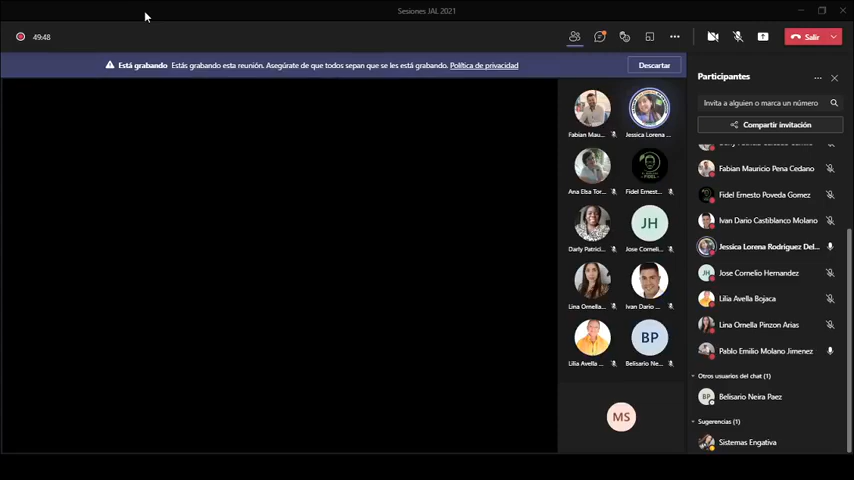 Sesiones JAL 2021
49:48
Salir
Está grabando Estás grabando esta reunión. Asegúrate de que todos sepan que se les está grabando. Política de privacidad
Descartar
Participantes
Invita a alguien o marca un número
Compartir invitación
Fabian Mau...
Jessica Lorena ...
Ana Elsa Tor...
Fidel Ernest...
JH
Darly Patrici...
Jose Corneli...
Lina Ornella...
Ivan Dario ...
BP
Lilia Avella ...
Belisario Ne...
MS
Fabian Mauricio Pena Cedano
Fidel Ernesto Poveda Gomez
Ivan Dario Castiblanco Molano
Jessica Lorena Rodriguez Del...
JH
Jose Cornelio Hernandez
Lilia Avella Bojaca
Lina Ornella Pinzon Arias
Pablo Emilio Molano Jimenez
Otros usuarios del chat (1)
BP
Belisario Neira Paez
Sugerencias (1)
Sistemas Engativa